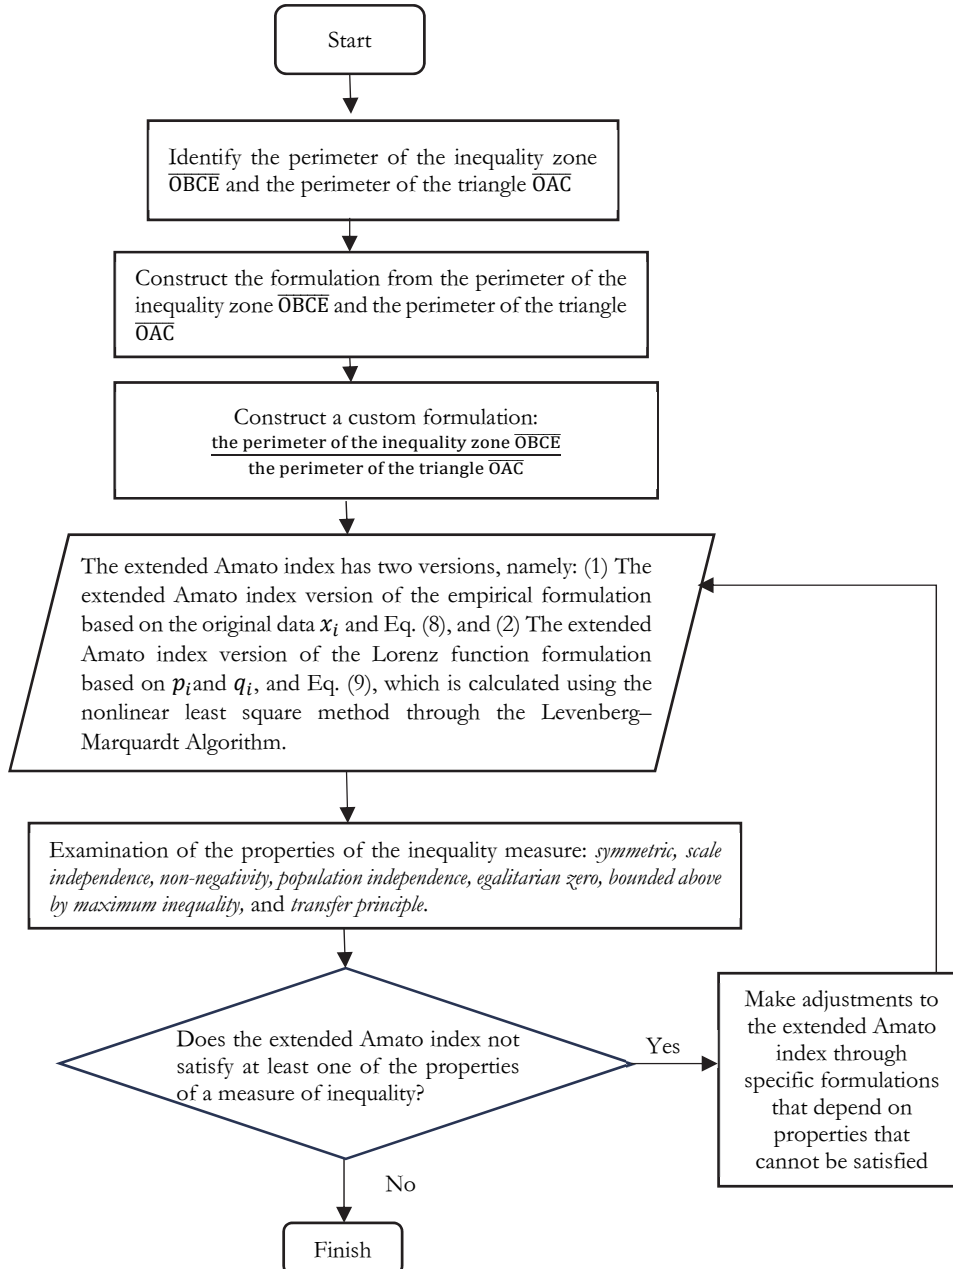 Start
Identify the perimeter of the inequality zone
O̅B̅C̅E̅ and the perimeter of the triangle O̅A̅C̅
Construct the formulation from the perimeter of the
inequality zone O̅B̅C̅E̅ and the perimeter of the triangle
O̅A̅C̅
Construct a custom formulation:
the perimeter of the inequality zone O̅B̅C̅E̅
the perimeter of the triangle O̅A̅C̅
The extended Amato index has two versions, namely: (1) The
extended Amato index version of the empirical formulation
based on the original data 𝒙ᵢ and Eq. (8), and (2) The extended
Amato index version of the Lorenz function formulation
based on 𝒑ᵢand 𝒒ᵢ, and Eq. (9), which is calculated using the
nonlinear least square method through the Levenberg–
Marquardt Algorithm.
Examination of the properties of the inequality measure: symmetric, scale
independence, non-negativity, population independence, egalitarian zero, bounded above
by maximum inequality, and transfer principle.
Does the extended Amato index not
satisfy at least one of the properties
of a measure of inequality?
Yes
Make adjustments to
the extended Amato
index through
specific formulations
that depend on
properties that
cannot be satisfied
No
Finish